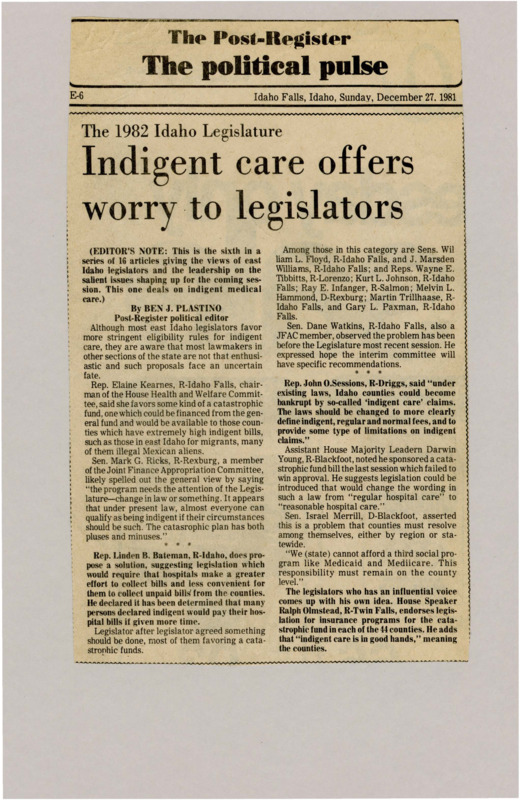 The Post-Register
The political pulse
E-6 Idaho Falls, Idaho, Sunday, December 27, 1981
The 1982 Idaho Legislature
Indigent care offers
worry to legislators
(EDITOR'S NOTE: This is the sixth in a
series of 16 articles giving the views of east
Idaho legislators and the leadership on the
salient issues shaping up for the coming ses-
sion. This one deals on indigent medical
care.)
By BEN J. PLASTINO
Post-Register political editor
Although most east Idaho legislators favor
more stringent eligibility rules for indigent
care, they are aware that most lawmakers in
other sections of the state are not that enthusi-
astic and such proposals face an uncertain
fate.
Rep. Elaine Kearnes, R-Idaho Falls, chair-
man of the House Health and Welfare Commit-
tee, said she favors some kind of a catastrophic
fund, one which could be financed from the gen-
eral fund and would be available to those coun-
ties which have extremely high indigent bills,
such as those in east Idaho for migrants, many
of them illegal Mexican aliens.
Sen. Mark G. Ricks, R-Rexburg, a member
of the Joint Finance Appropriation Committee,
likely spelled out the general view by saying
"the program needs the attention of the Legis-
lature—change in law or something. It appears
that under present law, almost everyone can
qualify as being indigent if their circumstances
should be such. The catasrophic plan has both
pluses and minuses."
* * *
Rep. Linden B. Bateman, R-Idaho, does pro-
pose a solution, suggesting legislation which
would require that hospitals make a greater
effort to collect bills and less convenient for
them to collect unpaid bills from the counties.
He declared it has been determined that many
persons declared indigent would pay their hos-
pital bills if given more time.
Legislator after legislator agreed something
should be done, most of them favoring a cata-
strophic funds.
Among those in this category are Sens. Wil
liam L. Floyd, R-Idaho Falls, and J. Marsden
Williams, R-Idaho Falls; and Reps. Wayne E.
Tibbitts, R-Lorenzo; Kurt L. Johnson, R-Idaho
Falls; Ray E. Infanger, R-Salmon; Melvin L.
Hammond, D-Rexburg; Martin Trillhaase, R-
Idaho Falls, and Gary L. Paxman, R-Idaho
Falls.
Sen. Dane Watkins, R-Idaho Falls, also a
JFAC member, observed the problem has been
before the Legislature most recent session. He
expressed hope the interim committee will
have specific recommendations.
* * *
Rep. John O.Sessions, R-Driggs, said "under
existing laws, Idaho counties could become
bankrupt by so-called 'indigent care' claims.
The laws should be changed to more clearly
define indigent, regular and normal fees, and to
provide some type of limitations on indigent
claims."
Assistant House Majority Leadern Darwin
Young, R-Blackfoot, noted he sponsored a cata-
strophic fund bill the last session which failed to
win approval. He suggests legislation could be
introduced that would change the wording in
such a law from "regular hospital care" to
"reasonable hospital care."
Sen. Israel Merrill, D-Blackfoot, asserted
this is a problem that counties must resolve
among themselves, either by region or sta-
tewide.
"We (state) cannot afford a third social pro-
gram like Medicaid and Mediicare. This
responsibility must remain on the county
level."
The legislators who has an influential voice
comes up with his own idea. House Speaker
Ralph Olmstead, R-Twin Falls, endorses legis-
lation for insurance programs for the cata-
strophic fund in each of the 44 counties. He adds
that "indigent care is in good hands," meaning
the counties.